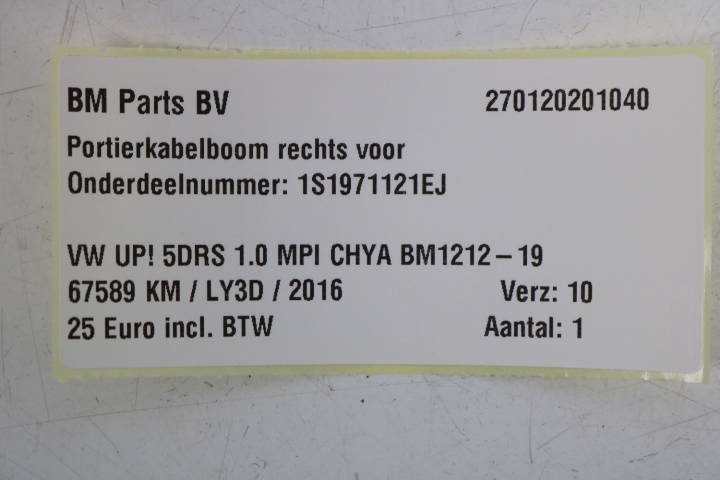 BM Parts BV 270120201040
Portierkabelboom rechts voor
Onderdeelnummer: 1S1971121EJ
VW UP! 5DRS 1.0 MPI CHYA BM1212-19
67589 KM / LY3D / 2016 Verz: 10
25 Euro incl. BTW Aantal: 1